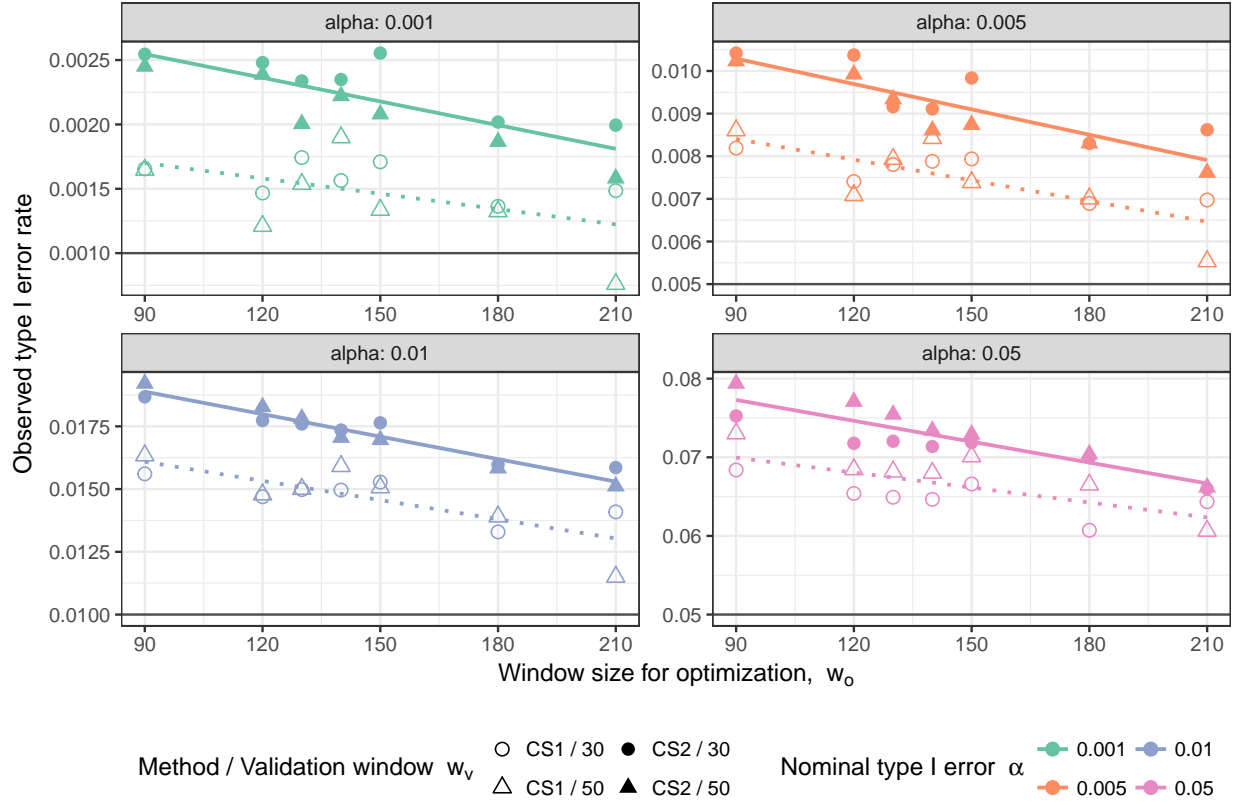 Observed type I error rate
alpha: 0.001
0.0025
0.0020
0.0015
0.0010
90 120 150 180 210
alpha: 0.005
0.010
0.009
0.008
0.007
0.006
0.005
90 120 150 180 210
alpha: 0.01
0.0175
0.0150
0.0125
0.0100
90 120 150 180 210
alpha: 0.05
0.08
0.07
0.06
0.05
90 120 150 180 210
Window size for optimization, wₒ
Method / Validation window wᵥ
CS1 / 30 CS2 / 30
CS1 / 50 CS2 / 50
Nominal type I error α
0.001 0.01
0.005 0.05